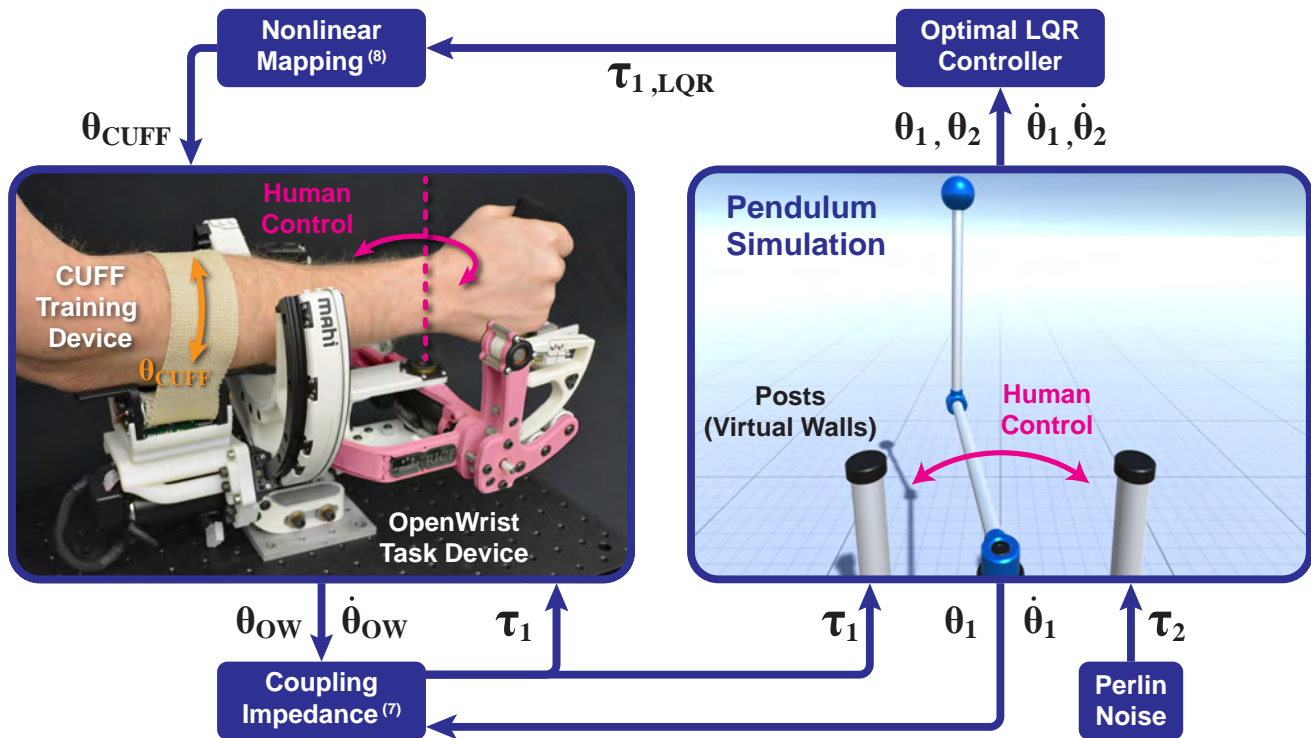 Nonlinear
Mapping (8)
Optimal LQR
Controller
τ1 ,LQR
θCUFF
θ1 , θ2 θ̇1 ,θ̇2
Human
Control
CUFF
Training
Device
θCUFF
mahi
mahi RICE
OpenWrist
Task Device
Pendulum
Simulation
Posts
(Virtual Walls)
Human
Control
θOW θ̇OW
τ1
τ1
θ1 θ̇1
τ2
Coupling
Impedance (7)
Perlin
Noise